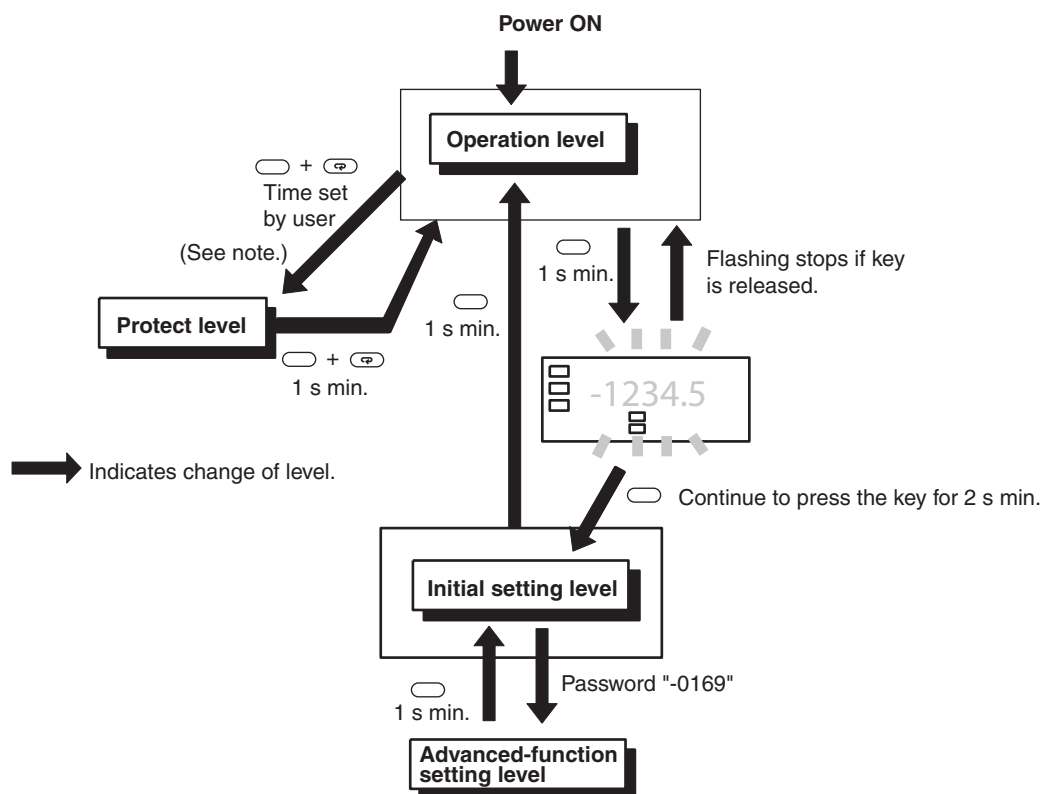 Power ON
Operation level
+
Time set
by user
(See note.)
1 s min.
Flashing stops if key
is released.
Protect level
1 s min.
+
1 s min.
-1234.5
Indicates change of level.
Continue to press the key for 2 s min.
Initial setting level
Password "-0169"
1 s min.
Advanced-function
setting level